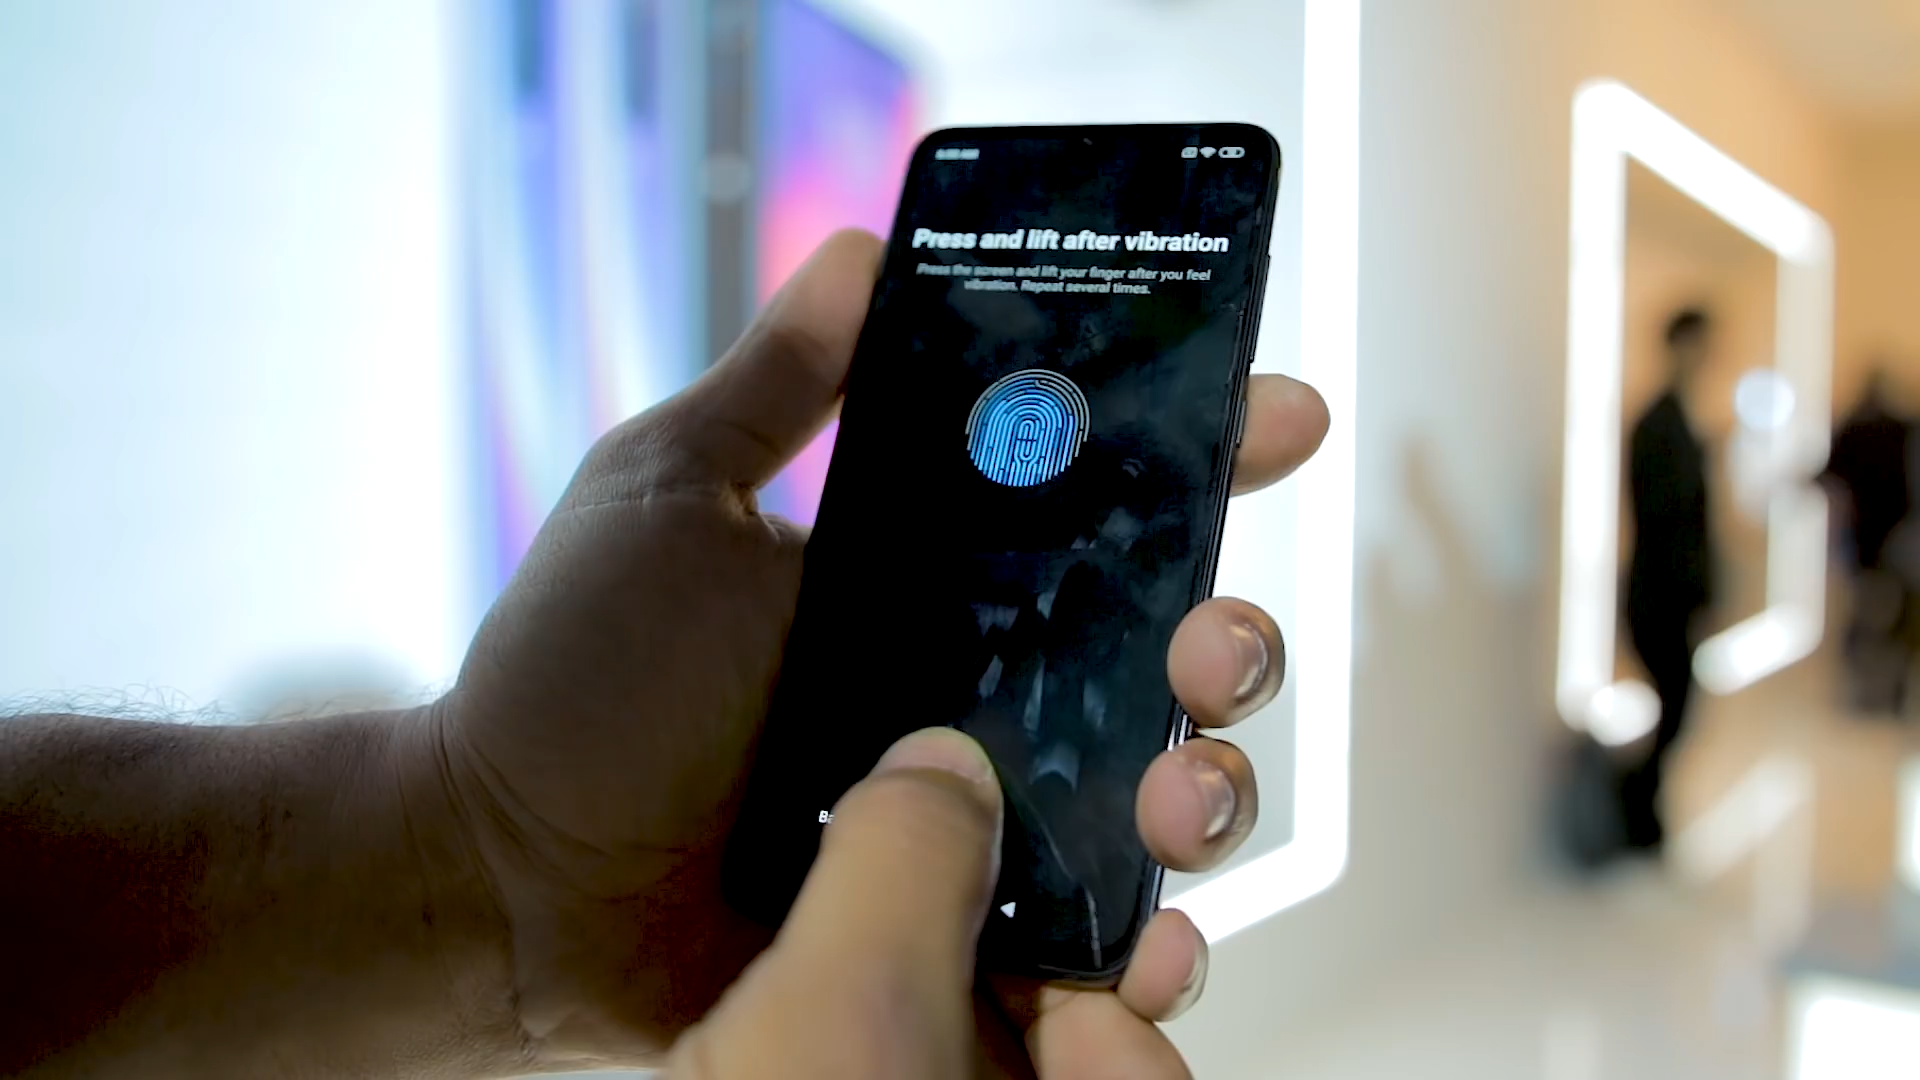 Press and lift after vibration
Press the screen and lift your finger after you feel
vibration. Repeat several times.